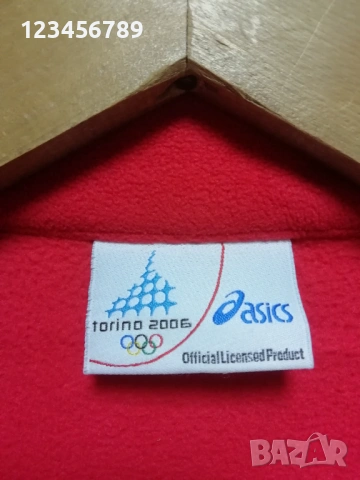 123456789
torino 2006
asics
Official Licensed Product
BAZAR